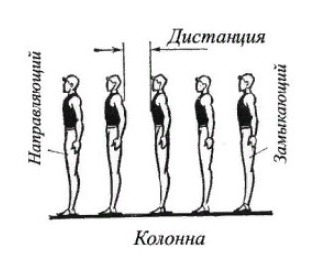 Дистанция
Направляющий
Замыкающий
Колонна